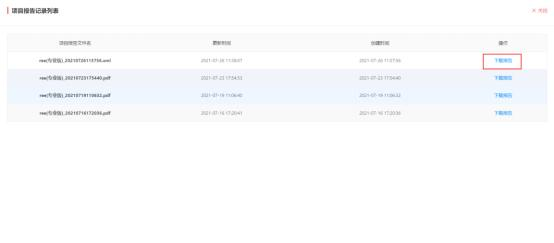 项目报告记录列表
× 关闭
项目报告文件名 更新时间 创建时间 操作
ree(专业版)_20210726113756.xml 2021-07-26 11:38:07 2021-07-26 11:37:56 下载报告
ree(专业版)_20210723175440.pdf 2021-07-23 17:54:53 2021-07-23 17:54:40 下载报告
ree(专业版)_20210719110632.pdf 2021-07-19 11:06:40 2021-07-19 11:06:32 下载报告
ree(专业版)_20210716172036.pdf 2021-07-16 17:20:41 2021-07-16 17:20:36 下载报告